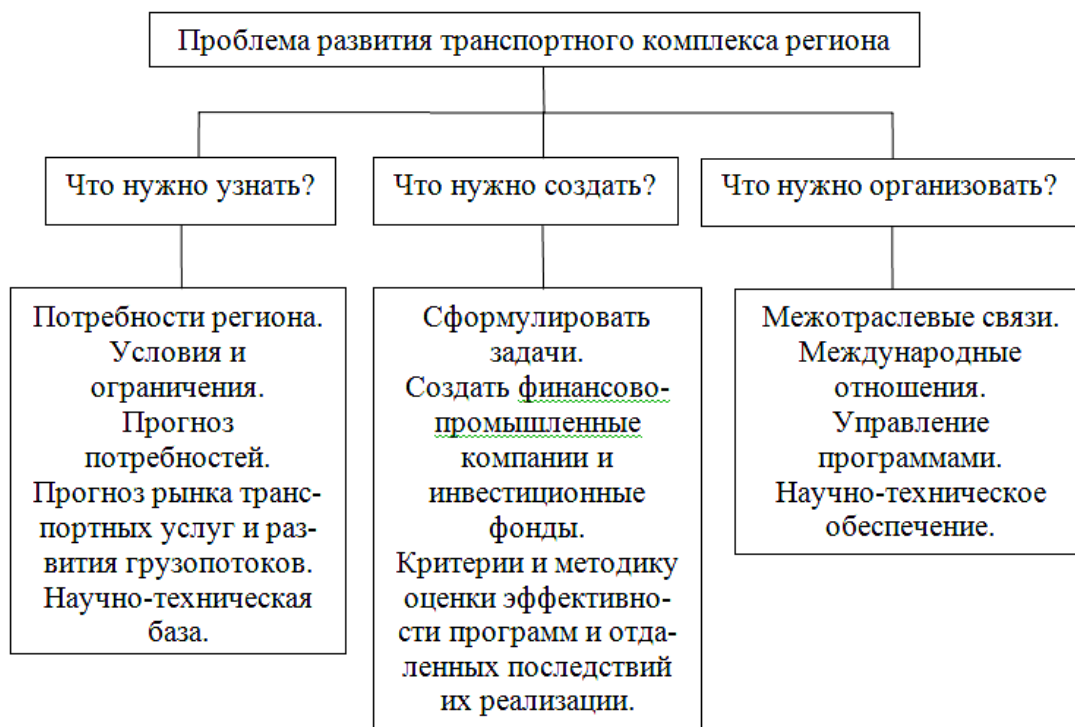 Проблема развития транспортного комплекса региона
Что нужно узнать?
Что нужно создать?
Что нужно организовать?
Потребности региона.
Условия и
ограничения.
Прогноз
потребностей.
Прогноз рынка транс-
портных услуг и раз-
вития грузопотоков.
Научно-техническая
база.
Сформулировать
задачи.
Создать финансово-
промышленные
компании и
инвестиционные
фонды.
Критерии и методику
оценки эффективно-
сти программ и отда-
ленных последствий
их реализации.
Межотраслевые связи.
Международные
отношения.
Управление
программами.
Научно-техническое
обеспечение.